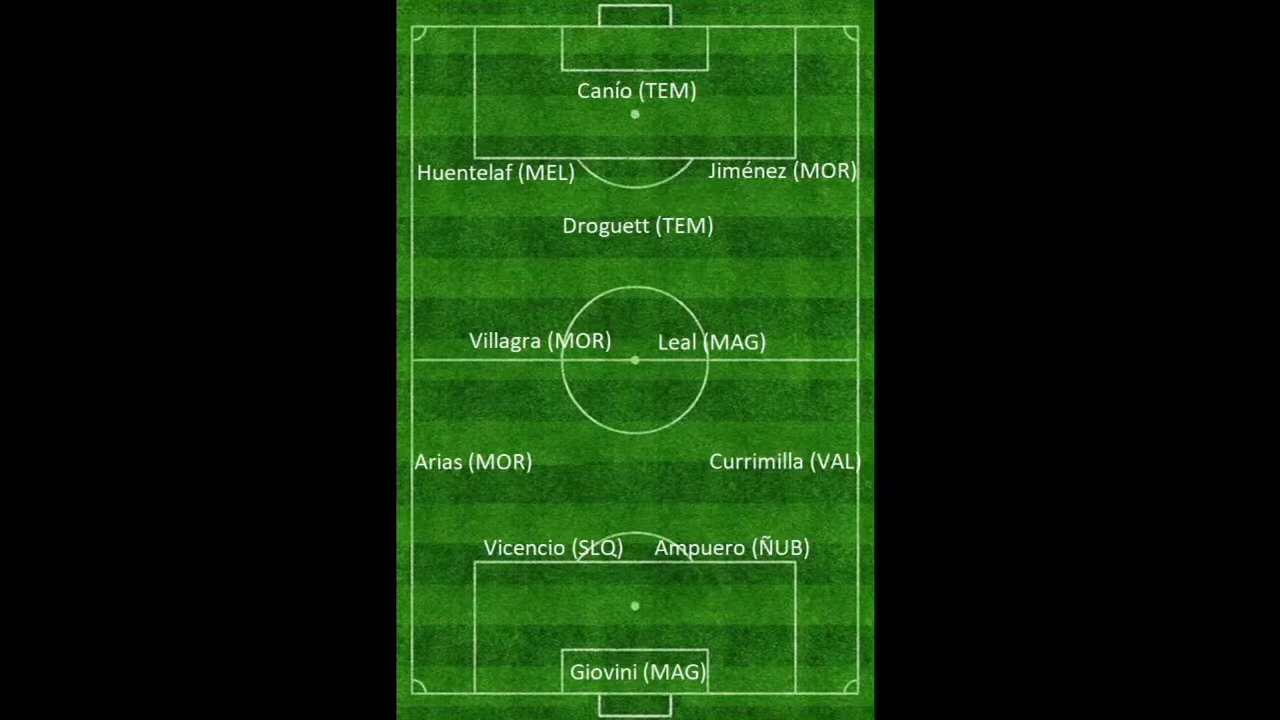 Canío (TEM)
Huentelaf (MEL)
Jiménez (MOR)
Droguett (TEM)
Villagra (MOR)
Leal (MAG)
Arias (MOR)
Currimilla (VAL)
Vicencio (SLQ)
Ampuero (ÑUB)
Giovini (MAG)